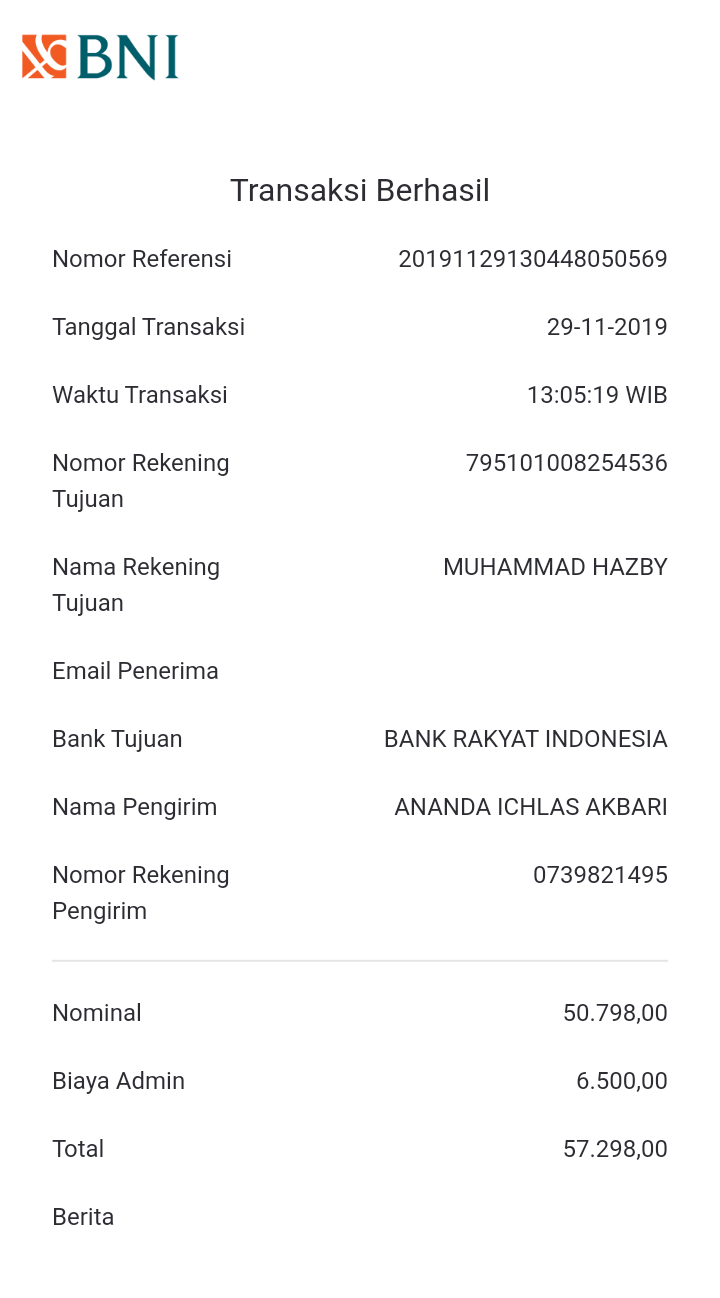 BNI
Transaksi Berhasil
Nomor Referensi 20191129130448050569
Tanggal Transaksi 29-11-2019
Waktu Transaksi 13:05:19 WIB
Nomor Rekening 795101008254536
Tujuan
Nama Rekening MUHAMMAD HAZBY
Tujuan
Email Penerima
Bank Tujuan BANK RAKYAT INDONESIA
Nama Pengirim ANANDA ICHLAS AKBARI
Nomor Rekening 0739821495
Pengirim
Nominal 50.798,00
Biaya Admin 6.500,00
Total 57.298,00
Berita